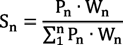 Sₙ = Pₙ · Wₙ / ∑₁ⁿ Pₙ · Wₙ